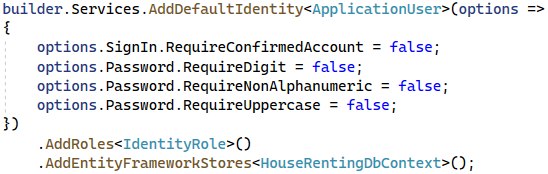 builder.Services.AddDefaultIdentity<ApplicationUser>(options =>
{
    options.SignIn.RequireConfirmedAccount = false;
    options.Password.RequireDigit = false;
    options.Password.RequireNonAlphanumeric = false;
    options.Password.RequireUppercase = false;
})
    .AddRoles<IdentityRole>()
    .AddEntityFrameworkStores<HouseRentingDbContext>();